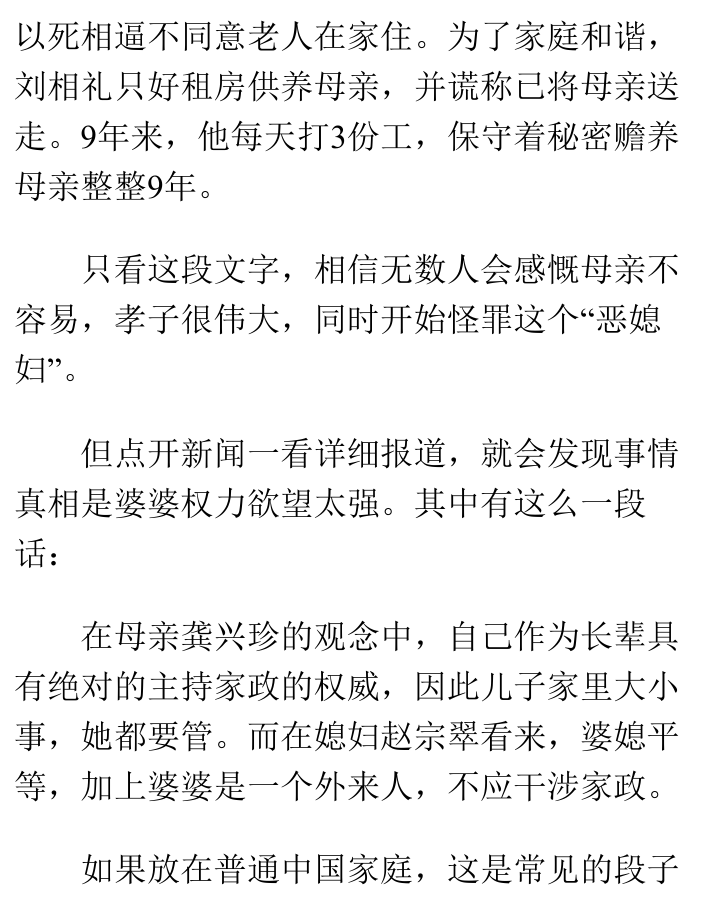 以死相逼不同意老人在家住。为了家庭和谐，
刘相礼只好租房供养母亲，并谎称已将母亲送
走。9年来，他每天打3份工，保守着秘密赡养
母亲整整9年。
只看这段文字，相信无数人会感慨母亲不
容易，孝子很伟大，同时开始怪罪这个“恶媳
妇”。
但点开新闻一看详细报道，就会发现事情
真相是婆婆权力欲望太强。其中有这么一段
话：
在母亲龚兴珍的观念中，自己作为长辈具
有绝对的主持家政的权威，因此儿子家里大小
事，她都要管。而在媳妇赵宗翠看来，婆媳平
等，加上婆婆是一个外来人，不应干涉家政。
如果放在普通中国家庭，这是常见的段子